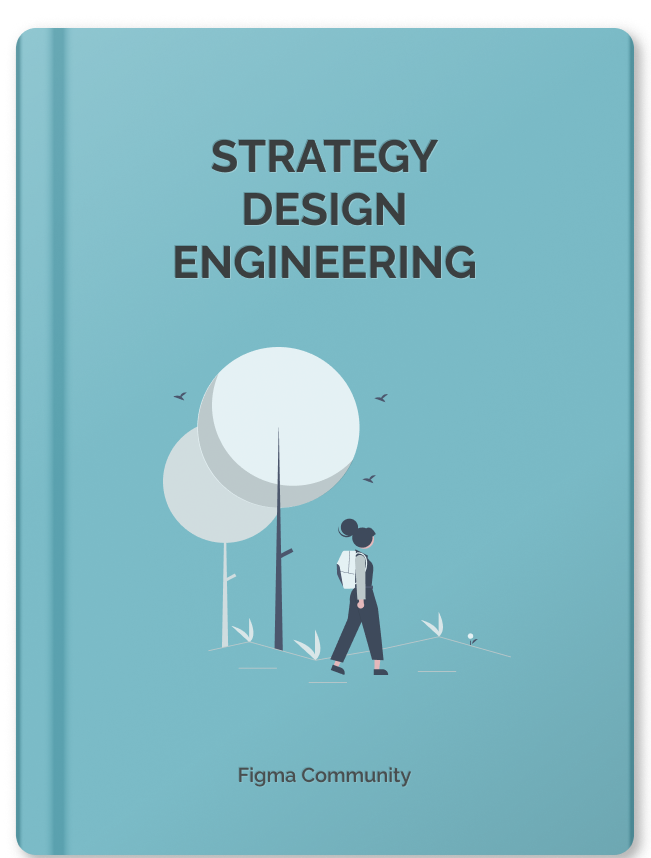 STRATEGY
DESIGN
ENGINEERING
Figma Community